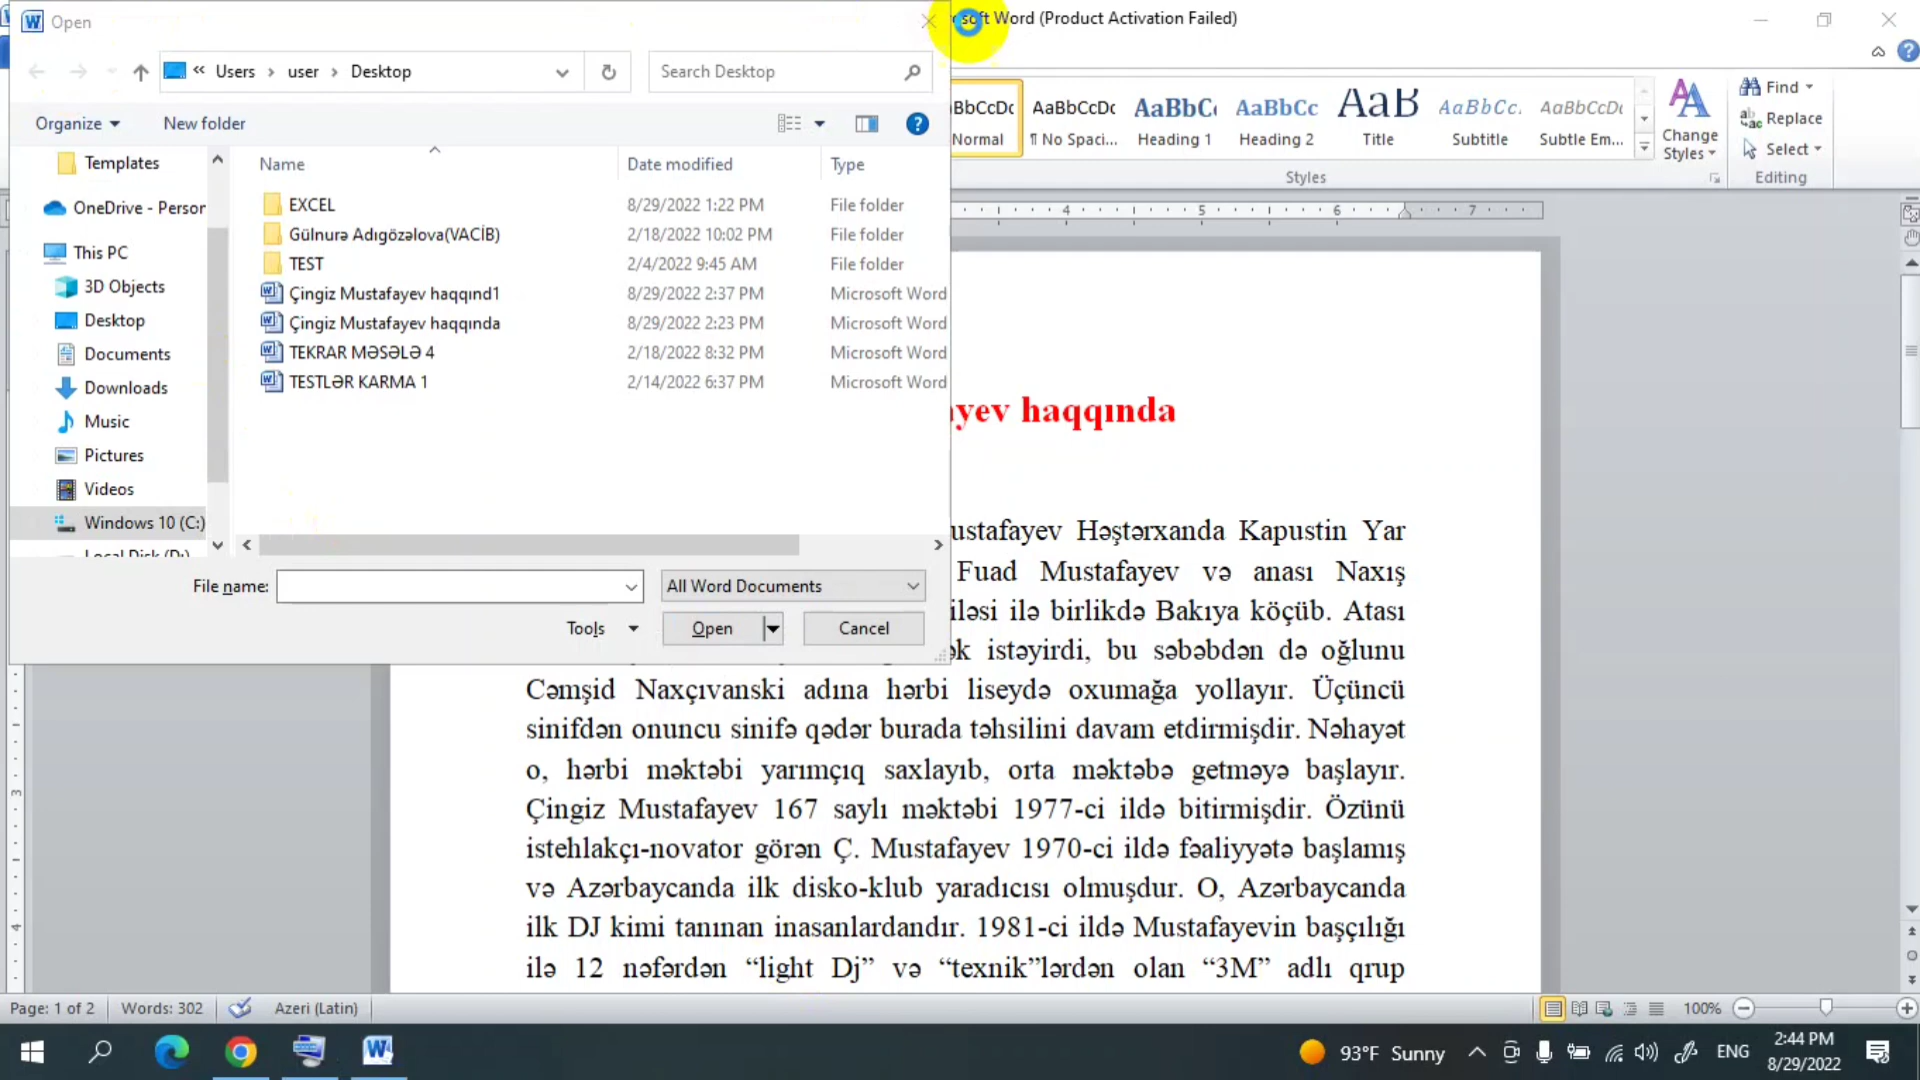 Open
osoft Word (Product Activation Failed)
« Users › user › Desktop
Search Desktop
Organize
New folder
Templates
OneDrive - Person
This PC
3D Objects
Desktop
Documents
Downloads
Music
Pictures
Videos
Windows 10 (C:)
Local Disk (D:)
Name Date modified Type
EXCEL 8/29/2022 1:22 PM File folder
Gülnurə Adıgözəlova(VACİB) 2/18/2022 10:02 PM File folder
TEST 2/4/2022 9:45 AM File folder
Çingiz Mustafayev haqqınd1 8/29/2022 2:37 PM Microsoft Word
Çingiz Mustafayev haqqında 8/29/2022 2:23 PM Microsoft Word
TEKRAR MƏSƏLƏ 4 2/18/2022 8:32 PM Microsoft Word
TESTLƏR KARMA 1 2/14/2022 6:37 PM Microsoft Word
File name:
All Word Documents
Tools
Open
Cancel
BbCcDc AaBbCcDc AaBbC AaBbCc AaB AaBbCc. AaBbCcDc
Normal ¶ No Spaci... Heading 1 Heading 2 Title Subtitle Subtle Em...
Styles
Change
Styles
Find
Replace
Select
Editing
4 5 6 7
ayev haqqında
ustafayev Həştərxanda Kapustin Yar
Fuad Mustafayev və anası Naxış
iləsi ilə birlikdə Bakıya köçüb. Atası
ək istəyirdi, bu səbəbdən də oğlunu
Cəmşid Naxçıvanski adına hərbi liseydə oxumağa yollayır. Üçüncü
sinifdən onuncu sinifə qədər burada təhsilini davam etdirmişdir. Nəhayət
o, hərbi məktəbi yarımçıq saxlayıb, orta məktəbə getməyə başlayır.
Çingiz Mustafayev 167 saylı məktəbi 1977-ci ildə bitirmişdir. Özünü
istehlakçı-novator görən Ç. Mustafayev 1970-ci ildə fəaliyyətə başlamış
və Azərbaycanda ilk disko-klub yaradıcısı olmuşdur. O, Azərbaycanda
ilk DJ kimi tanınan inasanlardandır. 1981-ci ildə Mustafayevin başçılığı
ilə 12 nəfərdən “light Dj” və “texnik”lərdən olan “3M” adlı qrup
3
4
Page: 1 of 2 Words: 302 Azeri (Latin) 100%
93°F Sunny ENG
2:44 PM
8/29/2022